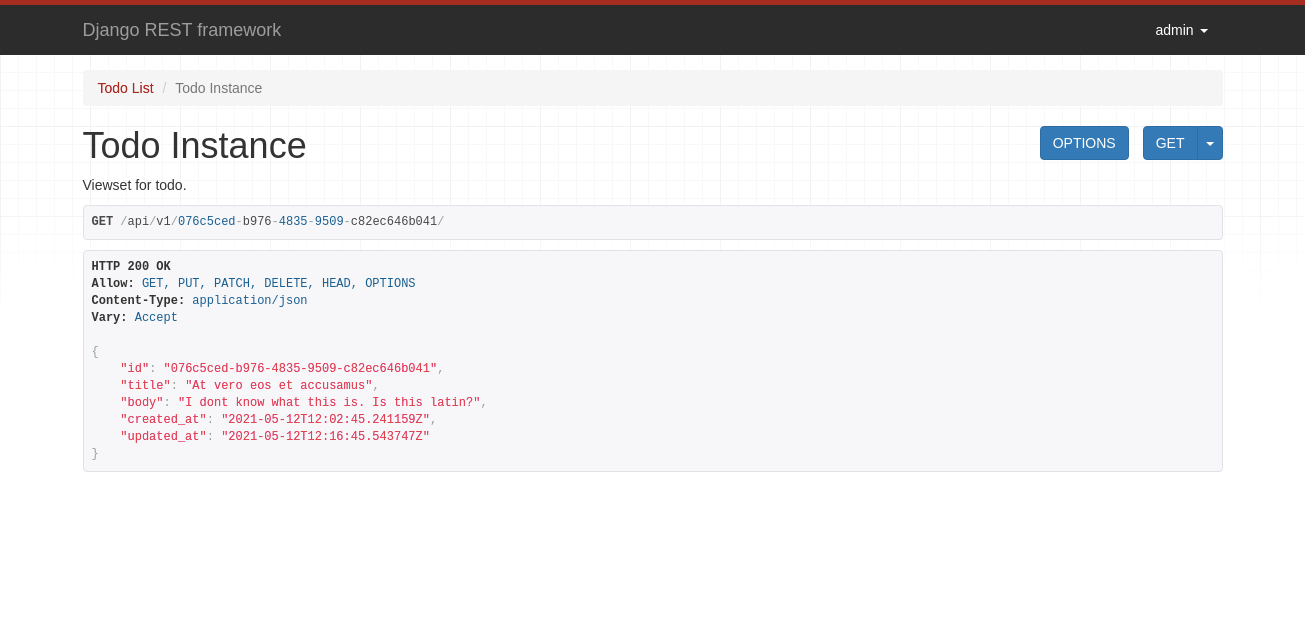 Django REST framework
admin
Todo List / Todo Instance
Todo Instance
OPTIONS
GET
Viewset for todo.
GET /api/v1/076c5ced-b976-4835-9509-c82ec646b041/
HTTP 200 OK
Allow: GET, PUT, PATCH, DELETE, HEAD, OPTIONS
Content-Type: application/json
Vary: Accept
{
    "id": "076c5ced-b976-4835-9509-c82ec646b041",
    "title": "At vero eos et accusamus",
    "body": "I dont know what this is. Is this latin?",
    "created_at": "2021-05-12T12:02:45.241159Z",
    "updated_at": "2021-05-12T12:16:45.543747Z"
}